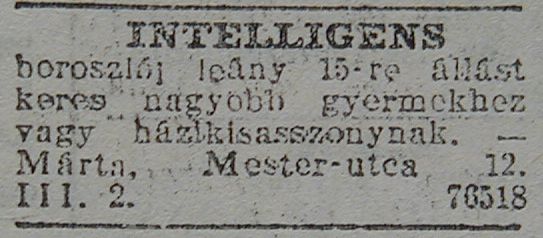 INTELLIGENS
boroszlói leány 15-re állást
keres nagyobb gyermekhez
vagy házikisasszonynak. —
Márta, Mester-utca 12.
III. 2. 76518